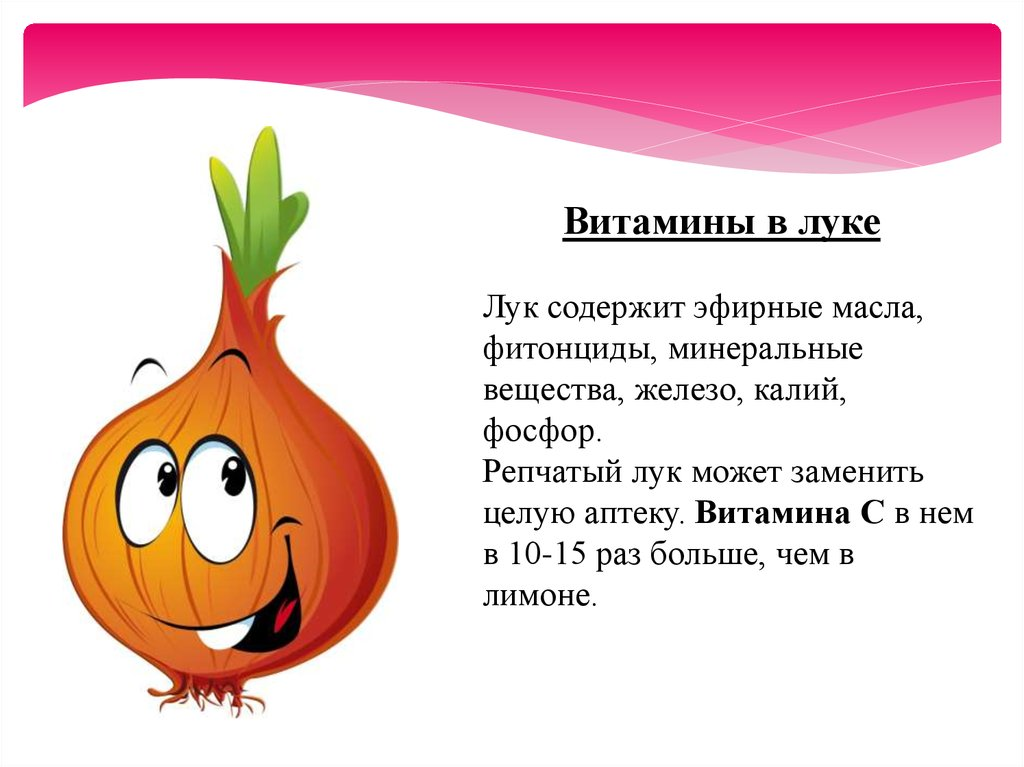 Витамины в луке
Лук содержит эфирные масла,
фитонциды, минеральные
вещества, железо, калий,
фосфор.
Репчатый лук может заменить
целую аптеку. Витамина С в нем
в 10-15 раз больше, чем в
лимоне.